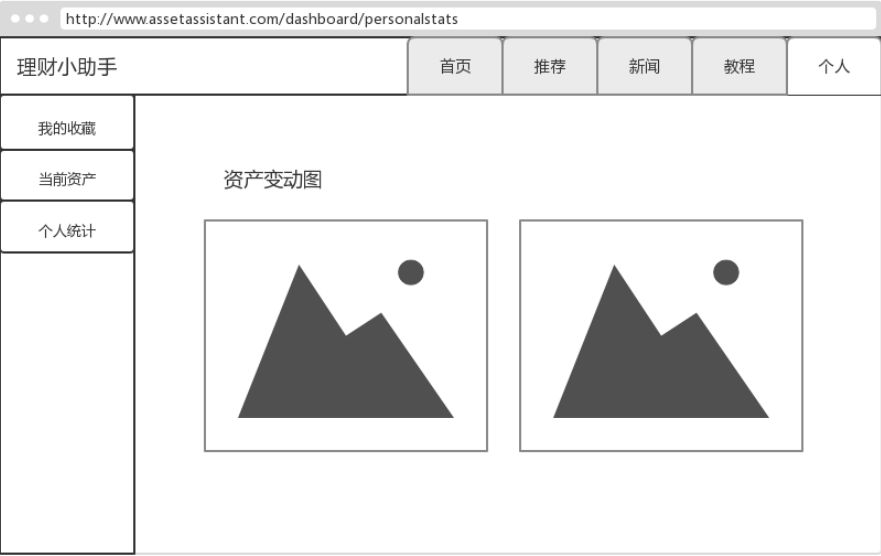 http://www.assetassistant.com/dashboard/personalstats
理财小助手
首页
推荐
新闻
教程
个人
我的收藏
当前资产
个人统计
资产变动图